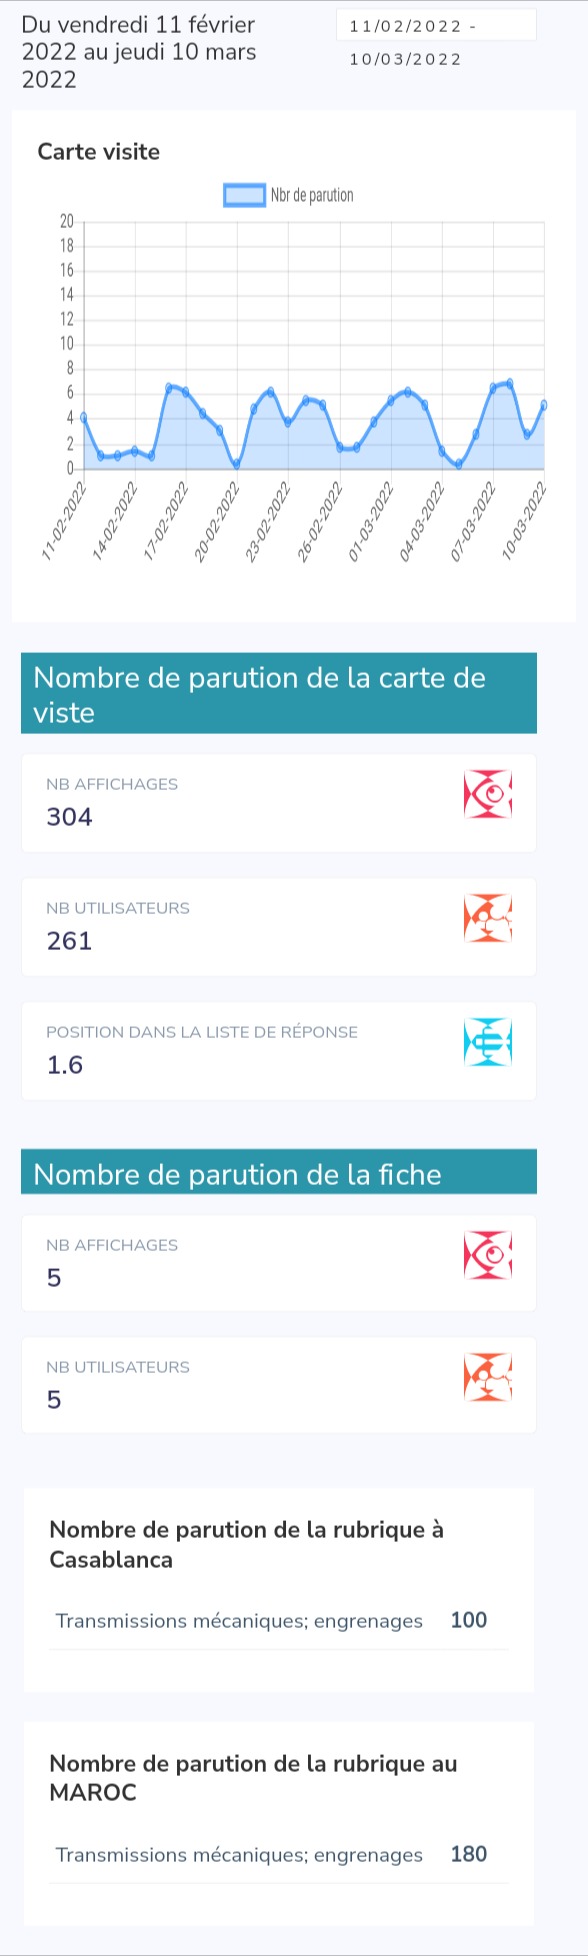 Du vendredi 11 février
2022 au jeudi 10 mars
2022
11/02/2022 -
10/03/2022
Carte visite
Nbr de parution
20
18
16
14
12
10
8
6
4
2
0
11-02-2022
14-02-2022
17-02-2022
20-02-2022
23-02-2022
26-02-2022
01-03-2022
04-03-2022
07-03-2022
10-03-2022
Nombre de parution de la carte de
viste
NB AFFICHAGES
304
NB UTILISATEURS
261
POSITION DANS LA LISTE DE RÉPONSE
1.6
Nombre de parution de la fiche
NB AFFICHAGES
5
NB UTILISATEURS
5
Nombre de parution de la rubrique à
Casablanca
Transmissions mécaniques; engrenages 100
Nombre de parution de la rubrique au
MAROC
Transmissions mécaniques; engrenages 180